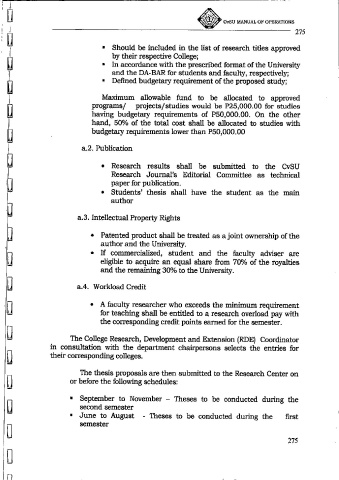 CvSU MANUAL OF OPERATIONS
275
▪ Should be included in the list of research titles approved
by their respective College;
▪ In accordance with the prescribed format of the University
and the DA-BAR for students and faculty, respectively;
▪ Defined budgetary requirement of the proposed study;
Maximum allowable fund to be allocated to approved
programs/ projects/studies would be P25,000.00 for studies
having budgetary requirements of P50,000.00. On the other
hand, 50% of the total cost shall be allocated to studies with
budgetary requirements lower than P50,000.00
a.2. Publication
• Research results shall be submitted to the CvSU
Research Journal's Editorial Committee as technical
paper for publication.
• Students' thesis shall have the student as the main
author
a.3. Intellectual Property Rights
• Patented product shall be treated as a joint ownership of the
author and the University.
• If commercialized, student and the faculty adviser are
eligible to acquire an equal share from 70% of the royalties
and the remaining 30% to the University.
a.4. Workload Credit
• A faculty researcher who exceeds the minimum requirement
for teaching shall be entitled to a research overload pay with
the corresponding credit points earned for the semester.
The College Research, Development and Extension (RDE) Coordinator
in consultation with the department chairpersons selects the entries for
their corresponding colleges.
The thesis proposals are then submitted to the Research Center on
or before the following schedules:
▪ September to November – Theses to be conducted during the
second semester
▪ June to August - Theses to be conducted during the first
semester
275